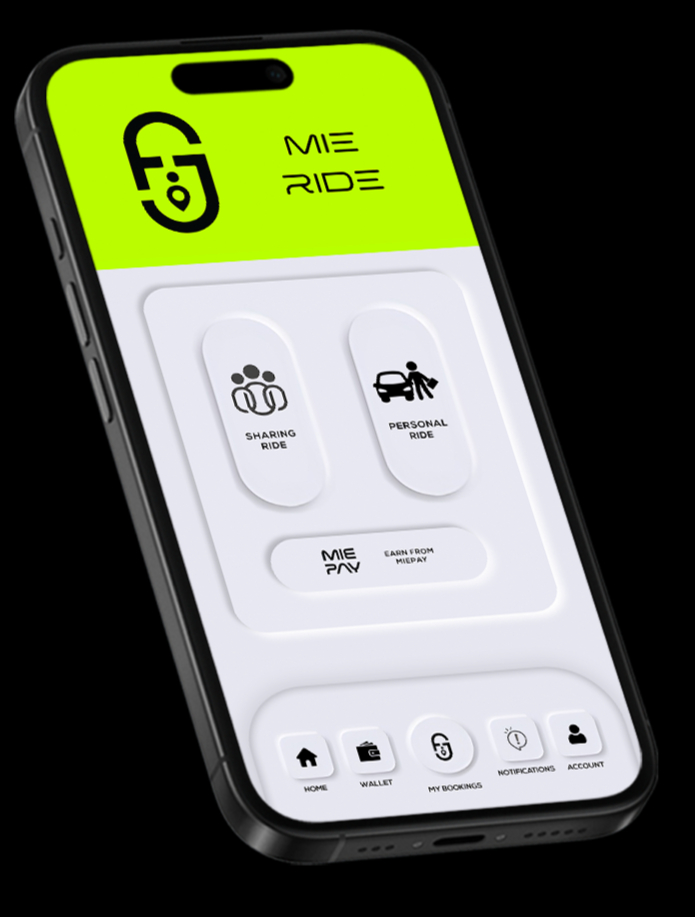 MIE
RIDE
SHARING
RIDE
PERSONAL
RIDE
MIE
PAY
EARN FROM
MIEPAY
HOME
WALLET
MY BOOKINGS
NOTIFICATIONS
ACCOUNT